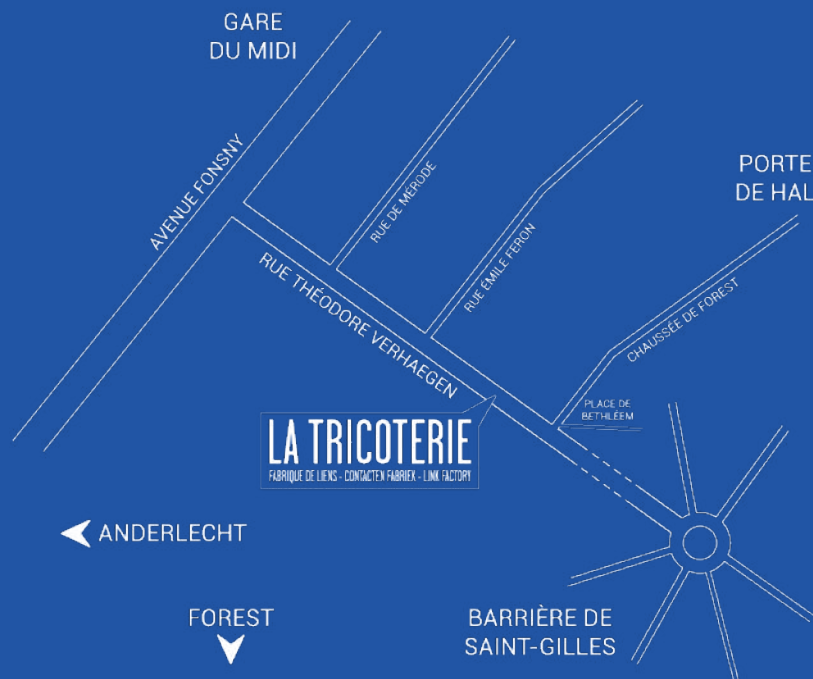 GARE
DU MIDI
AVENUE FONSNY
RUE DE MÉRODE
RUE ÉMILE FERON
PORTE
DE HAL
RUE THÉODORE VERHAEGEN
CHAUSSÉE DE FOREST
PLACE DE
BETHLÉEM
LA TRICOTERIE
FABRIQUE DE LIENS - CONTACTEN FABRIEK - LINK FACTORY
ANDERLECHT
FOREST
BARRIÈRE DE
SAINT-GILLES